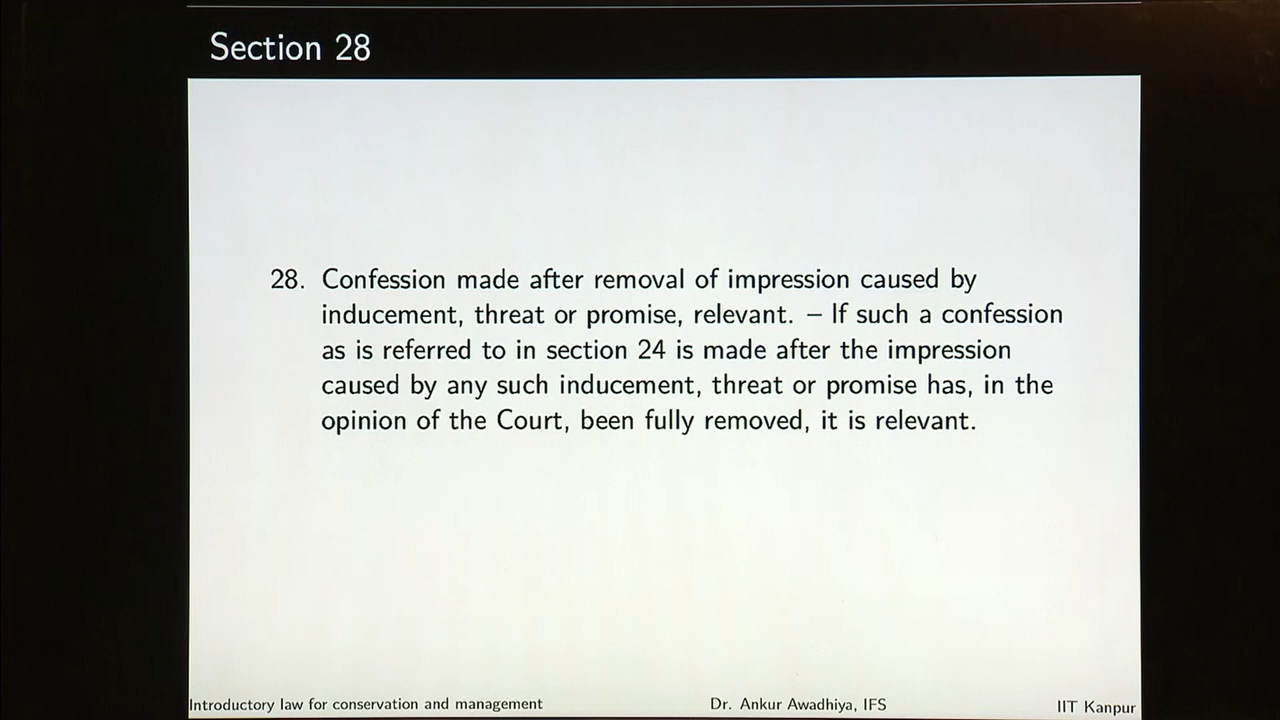 Section 28
28. Confession made after removal of impression caused by
inducement, threat or promise, relevant. – If such a confession
as is referred to in section 24 is made after the impression
caused by any such inducement, threat or promise has, in the
opinion of the Court, been fully removed, it is relevant.
Introductory law for conservation and management Dr. Ankur Awadhiya, IFS IIT Kanpur